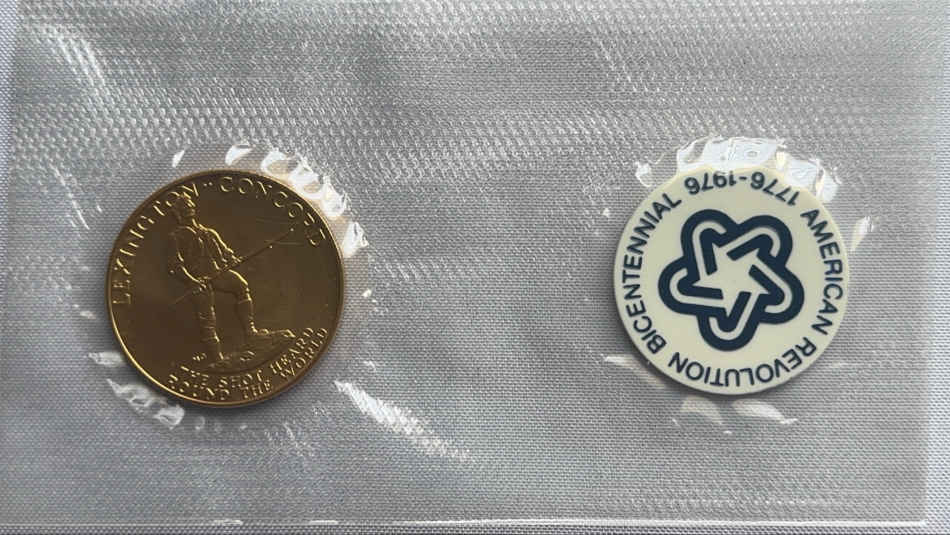 LEXINGTON·CONCORD
THE SHOT HEARD
ROUND THE WORLD
AMERICAN REVOLUTION BICENTENNIAL
1776-1976